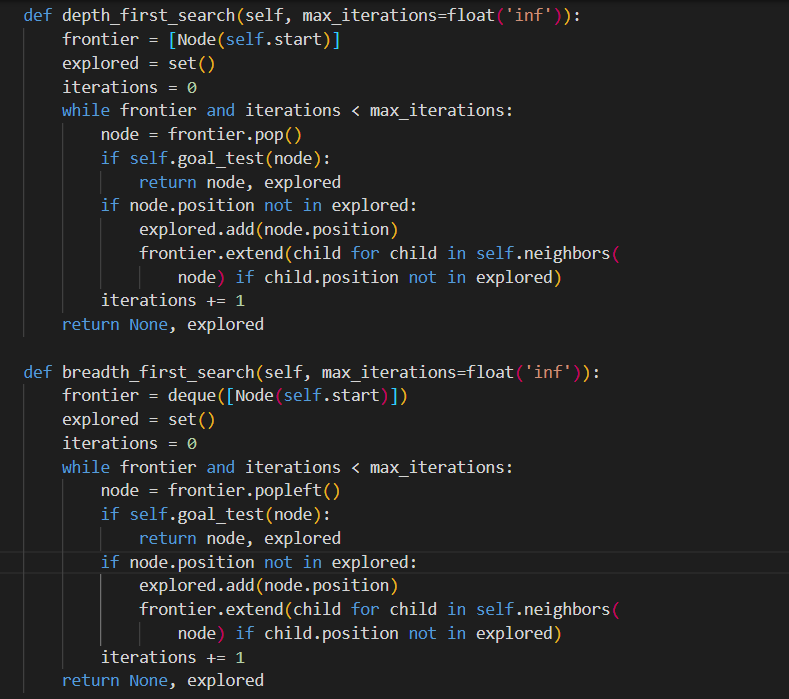 def depth_first_search(self, max_iterations=float('inf')):
    frontier = [Node(self.start)]
    explored = set()
    iterations = 0
    while frontier and iterations < max_iterations:
        node = frontier.pop()
        if self.goal_test(node):
            return node, explored
        if node.position not in explored:
            explored.add(node.position)
            frontier.extend(child for child in self.neighbors(
                node) if child.position not in explored)
        iterations += 1
    return None, explored

def breadth_first_search(self, max_iterations=float('inf')):
    frontier = deque([Node(self.start)])
    explored = set()
    iterations = 0
    while frontier and iterations < max_iterations:
        node = frontier.popleft()
        if self.goal_test(node):
            return node, explored
        if node.position not in explored:
            explored.add(node.position)
            frontier.extend(child for child in self.neighbors(
                node) if child.position not in explored)
        iterations += 1
    return None, explored